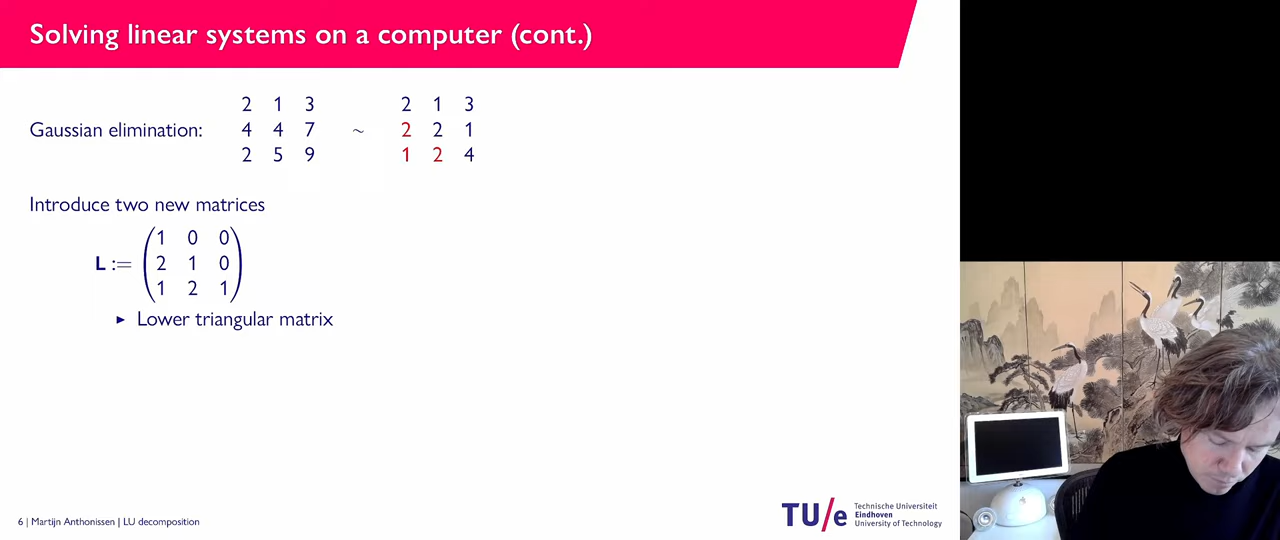 Solving linear systems on a computer (cont.)
2 1 3 2 1 3
Gaussian elimination: 4 4 7 ~ 2 2 1
2 5 9 1 2 4
Introduce two new matrices
1 0 0
L := 2 1 0
1 2 1
▶ Lower triangular matrix
6 | Martijn Anthonissen | LU decomposition
TU/e
Technische Universiteit
Eindhoven
University of Technology